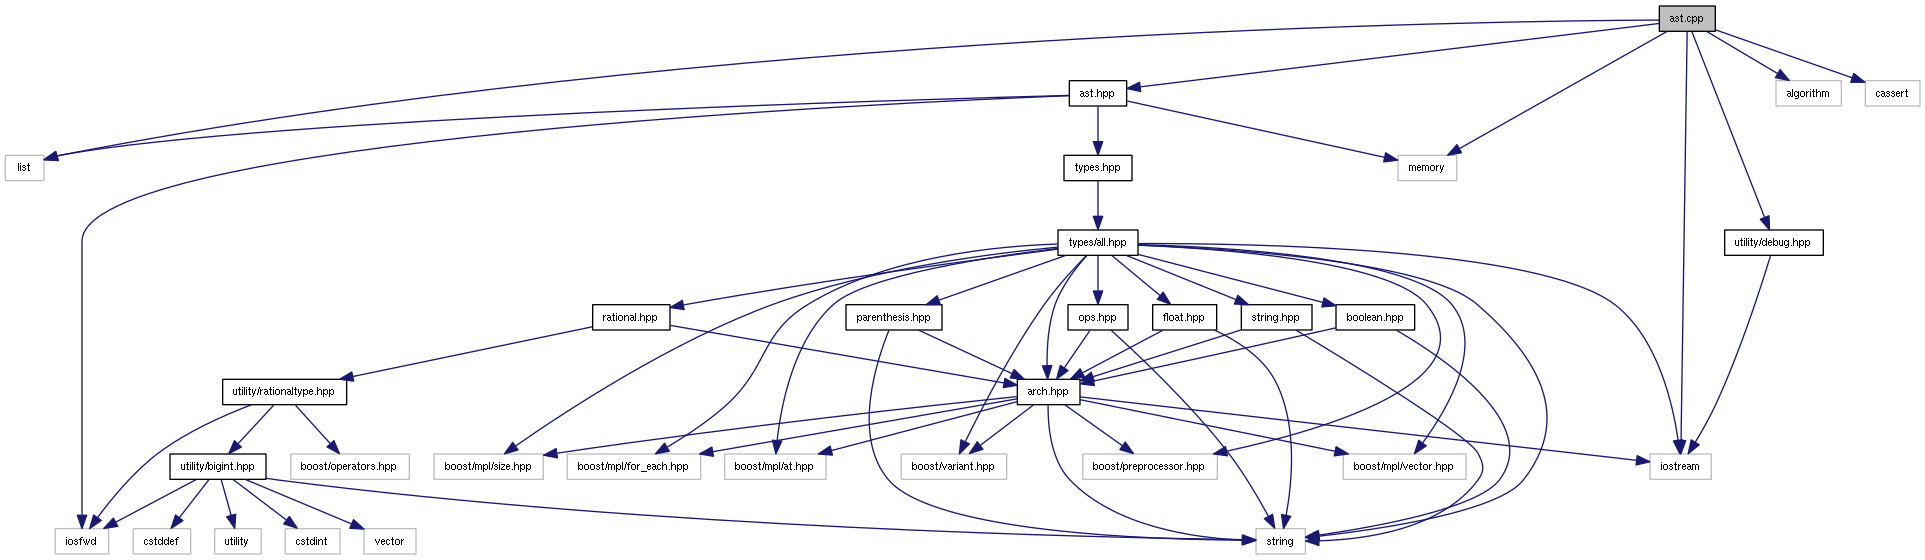 ast.cpp
ast.hpp
algorithm
cassert
list
types.hpp
memory
types/all.hpp
utility/debug.hpp
rational.hpp
parenthesis.hpp
ops.hpp
float.hpp
string.hpp
boolean.hpp
utility/rationaltype.hpp
arch.hpp
utility/bigint.hpp
boost/operators.hpp
boost/mpl/size.hpp
boost/mpl/for_each.hpp
boost/mpl/at.hpp
boost/variant.hpp
boost/preprocessor.hpp
boost/mpl/vector.hpp
iostream
iosfwd
cstddef
utility
cstdint
vector
string